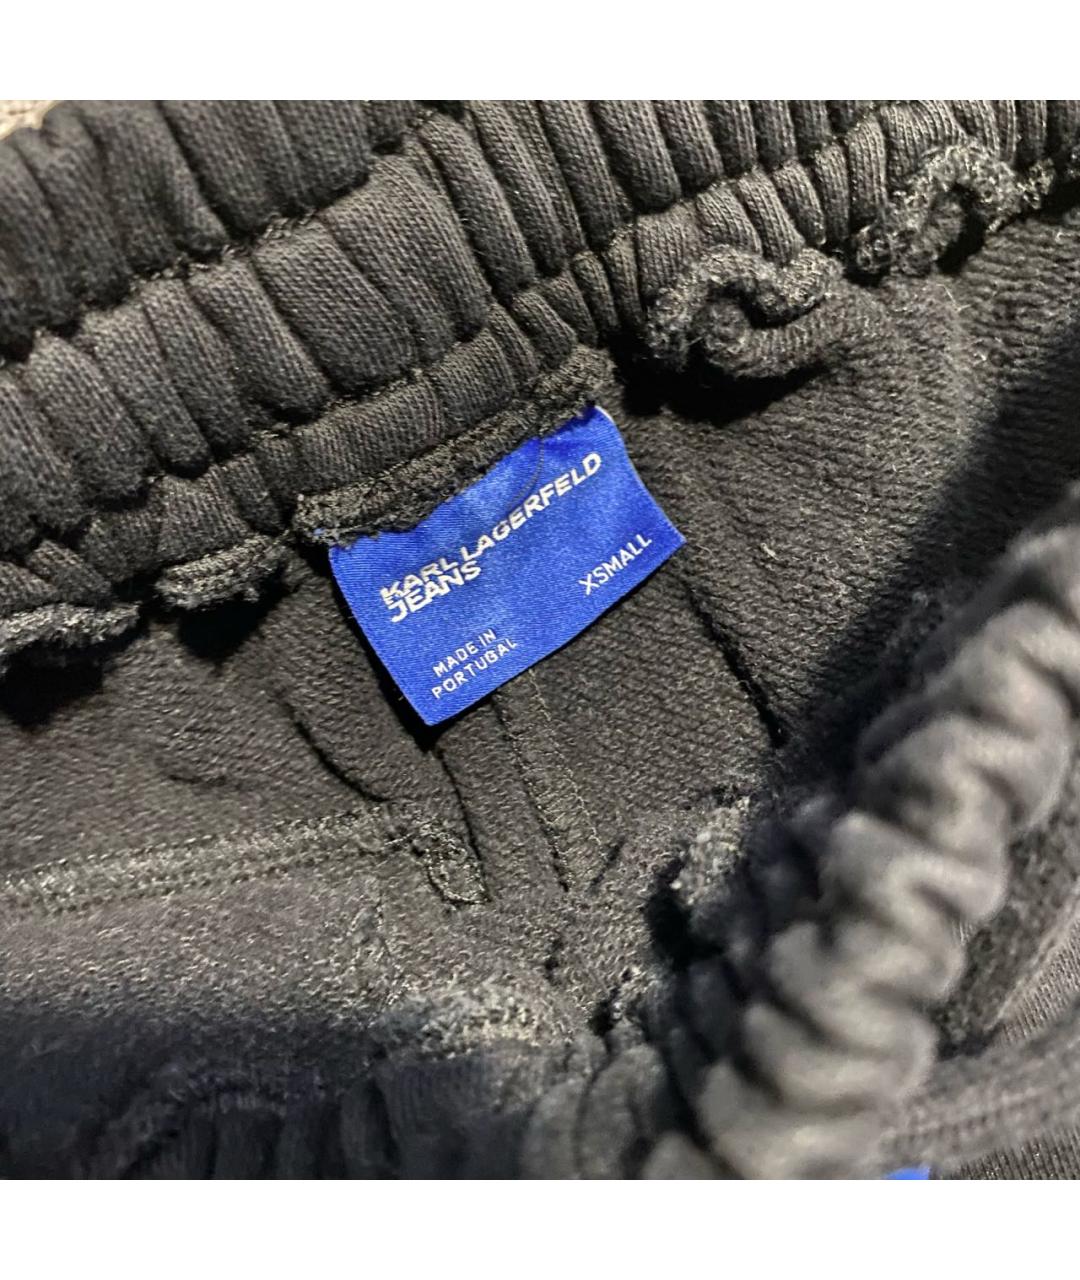 KARL LAGERFELD
JEANS
XSMALL
MADE IN
PORTUGAL